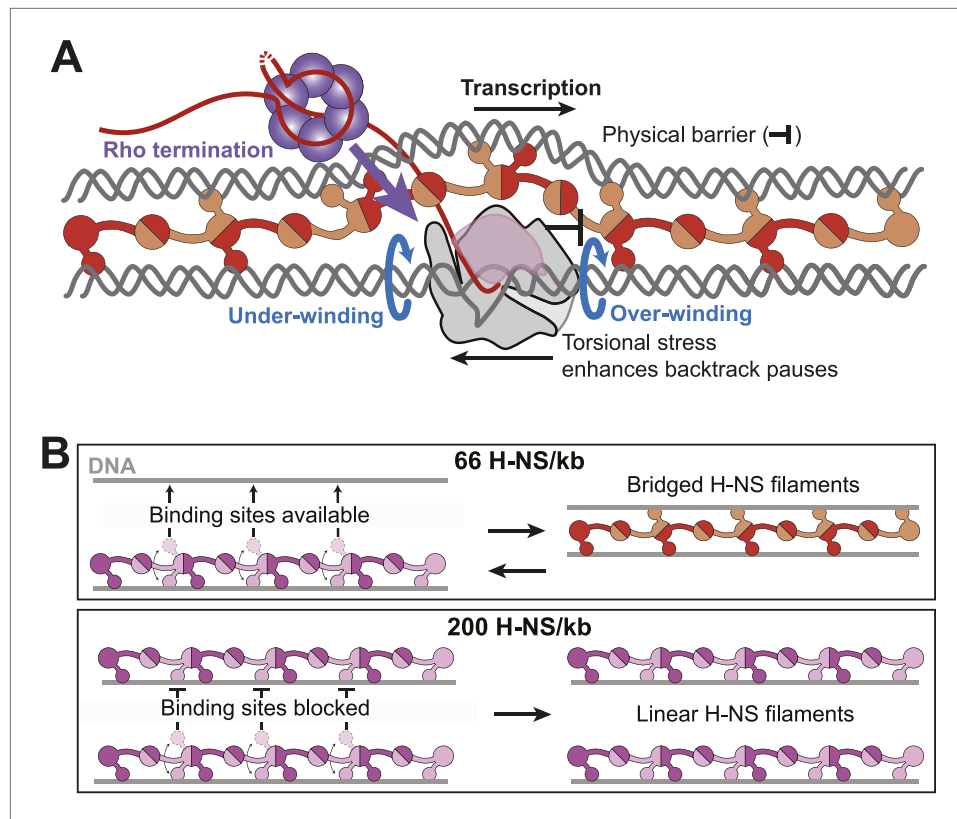 A
Transcription
Physical barrier (⊣)
Rho termination
Under-winding
Over-winding
Torsional stress
enhances backtrack pauses
B
66 H-NS/kb
DNA
Binding sites available
Bridged H-NS filaments
200 H-NS/kb
Binding sites blocked
Linear H-NS filaments